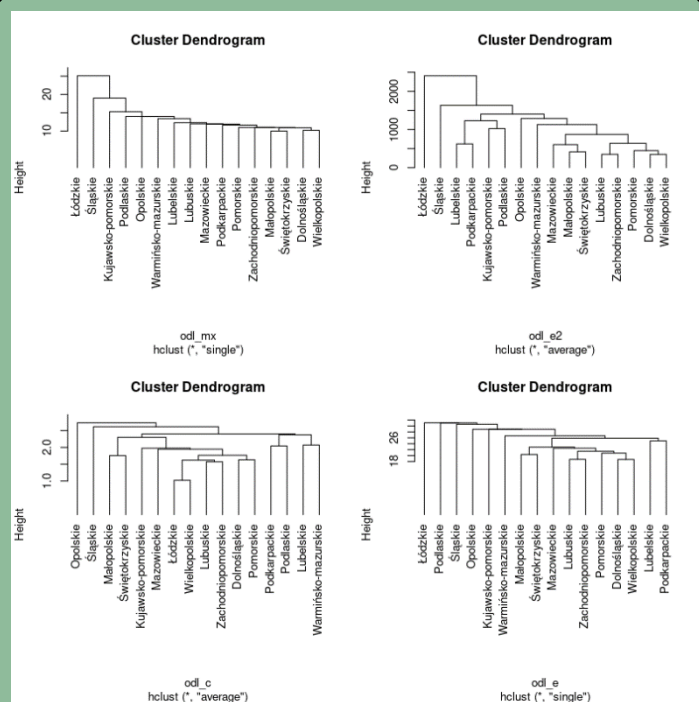 Cluster Dendrogram
20
10
Height
Łódzkie
Śląskie
Kujawsko-pomorskie
Podlaskie
Opolskie
Warmińsko-mazurskie
Lubelskie
Lubuskie
Mazowieckie
Podkarpackie
Pomorskie
Zachodniopomorskie
Małopolskie
Świętokrzyskie
Dolnośląskie
Wielkopolskie
odl_mx
hclust (*, "single")
Cluster Dendrogram
2000
1000
0
Height
Łódzkie
Śląskie
Lubelskie
Podkarpackie
Kujawsko-pomorskie
Podlaskie
Opolskie
Warmińsko-mazurskie
Mazowieckie
Małopolskie
Świętokrzyskie
Lubuskie
Zachodniopomorskie
Pomorskie
Dolnośląskie
Wielkopolskie
odl_e2
hclust (*, "average")
Cluster Dendrogram
2.0
1.0
Height
Opolskie
Śląskie
Małopolskie
Świętokrzyskie
Kujawsko-pomorskie
Mazowieckie
Łódzkie
Wielkopolskie
Lubuskie
Zachodniopomorskie
Dolnośląskie
Pomorskie
Podkarpackie
Podlaskie
Lubelskie
Warmińsko-mazurskie
odl_c
hclust (*, "average")
Cluster Dendrogram
26
18
Height
Łódzkie
Podlaskie
Śląskie
Opolskie
Kujawsko-pomorskie
Warmińsko-mazurskie
Małopolskie
Świętokrzyskie
Mazowieckie
Lubuskie
Zachodniopomorskie
Pomorskie
Dolnośląskie
Wielkopolskie
Lubelskie
Podkarpackie
odl_e
hclust (*, "single")